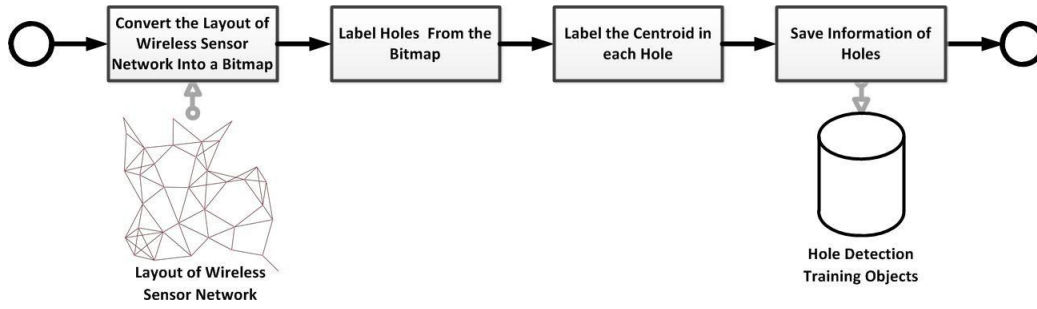 Convert the Layout of
Wireless Sensor
Network Into a Bitmap
Label Holes From the
Bitmap
Label the Centroid in
each Hole
Save Information of
Holes
Layout of Wireless
Sensor Network
Hole Detection
Training Objects